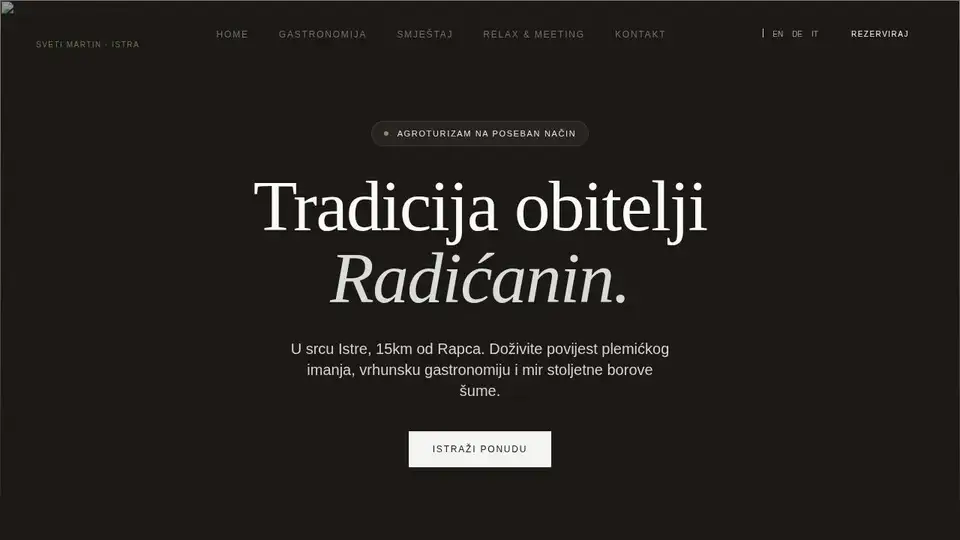 SVETI MARTIN · ISTRA
HOME GASTRONOMIJA SMJEŠTAJ RELAX & MEETING KONTAKT
| EN DE IT
REZERVIRAJ
AGROTURIZAM NA POSEBAN NAČIN
Tradicija obitelji
Radićanin.
U srcu Istre, 15km od Rapca. Doživite povijest plemićkog
imanja, vrhunsku gastronomiju i mir stoljetne borove
šume.
ISTRAŽI PONUDU